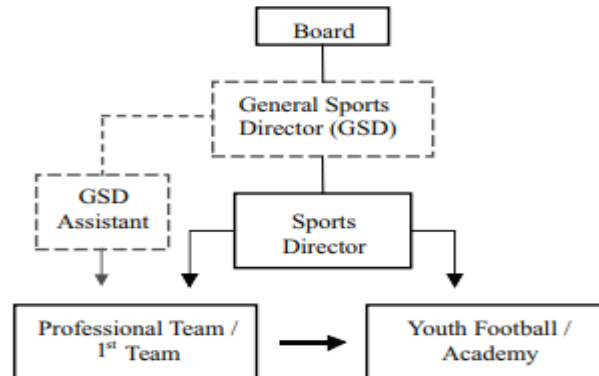 Board
General Sports
Director (GSD)
GSD
Assistant
Sports
Director
Professional Team /
1st Team
Youth Football /
Academy